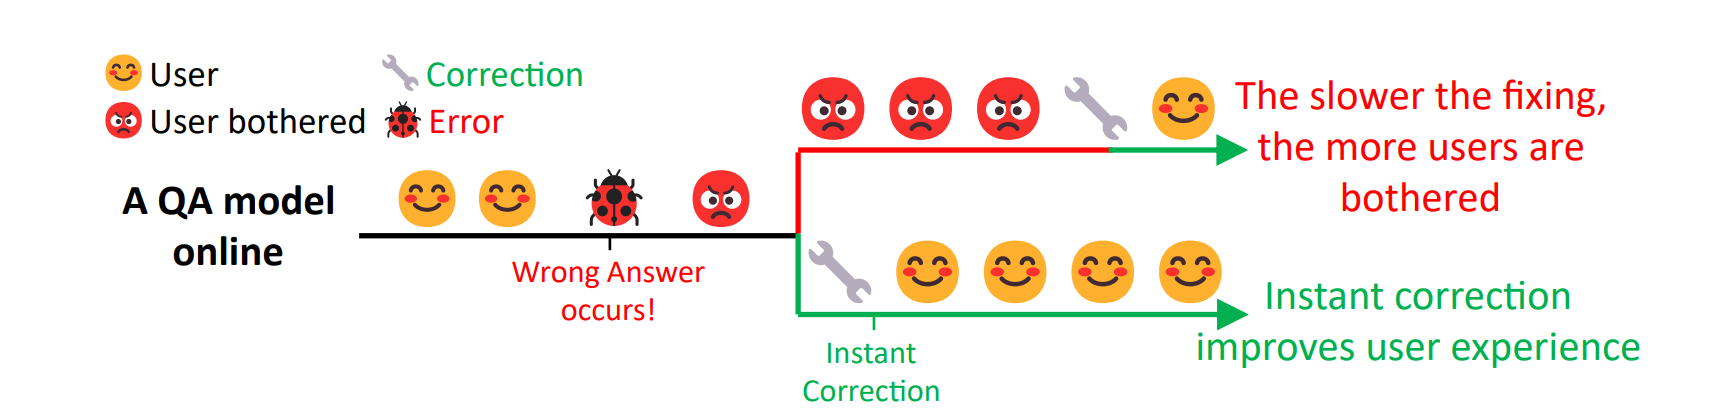 User
Correction
User bothered
Error
A QA model
online
Wrong Answer
occurs!
The slower the fixing,
the more users are
bothered
Instant
Correction
Instant correction
improves user experience